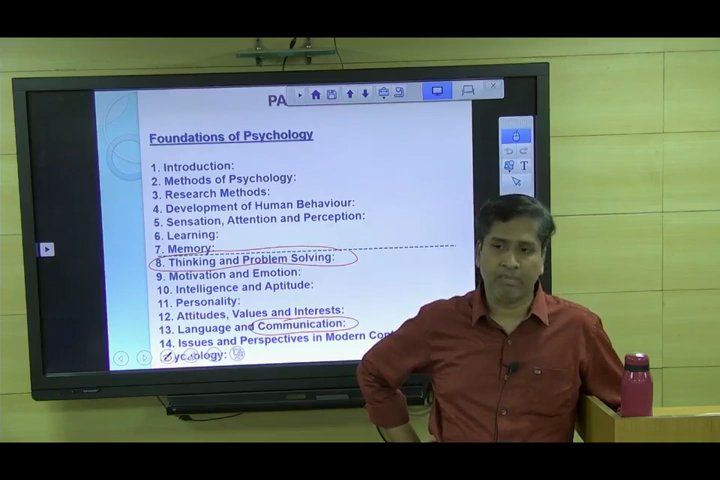 PA
Foundations of Psychology
1. Introduction:
2. Methods of Psychology:
3. Research Methods:
4. Development of Human Behaviour:
5. Sensation, Attention and Perception:
6. Learning:
7. Memory:
8. Thinking and Problem Solving:
9. Motivation and Emotion:
10. Intelligence and Aptitude:
11. Personality:
12. Attitudes, Values and Interests:
13. Language and Communication:
14. Issues and Perspectives in Modern Cont
Psychology:
T